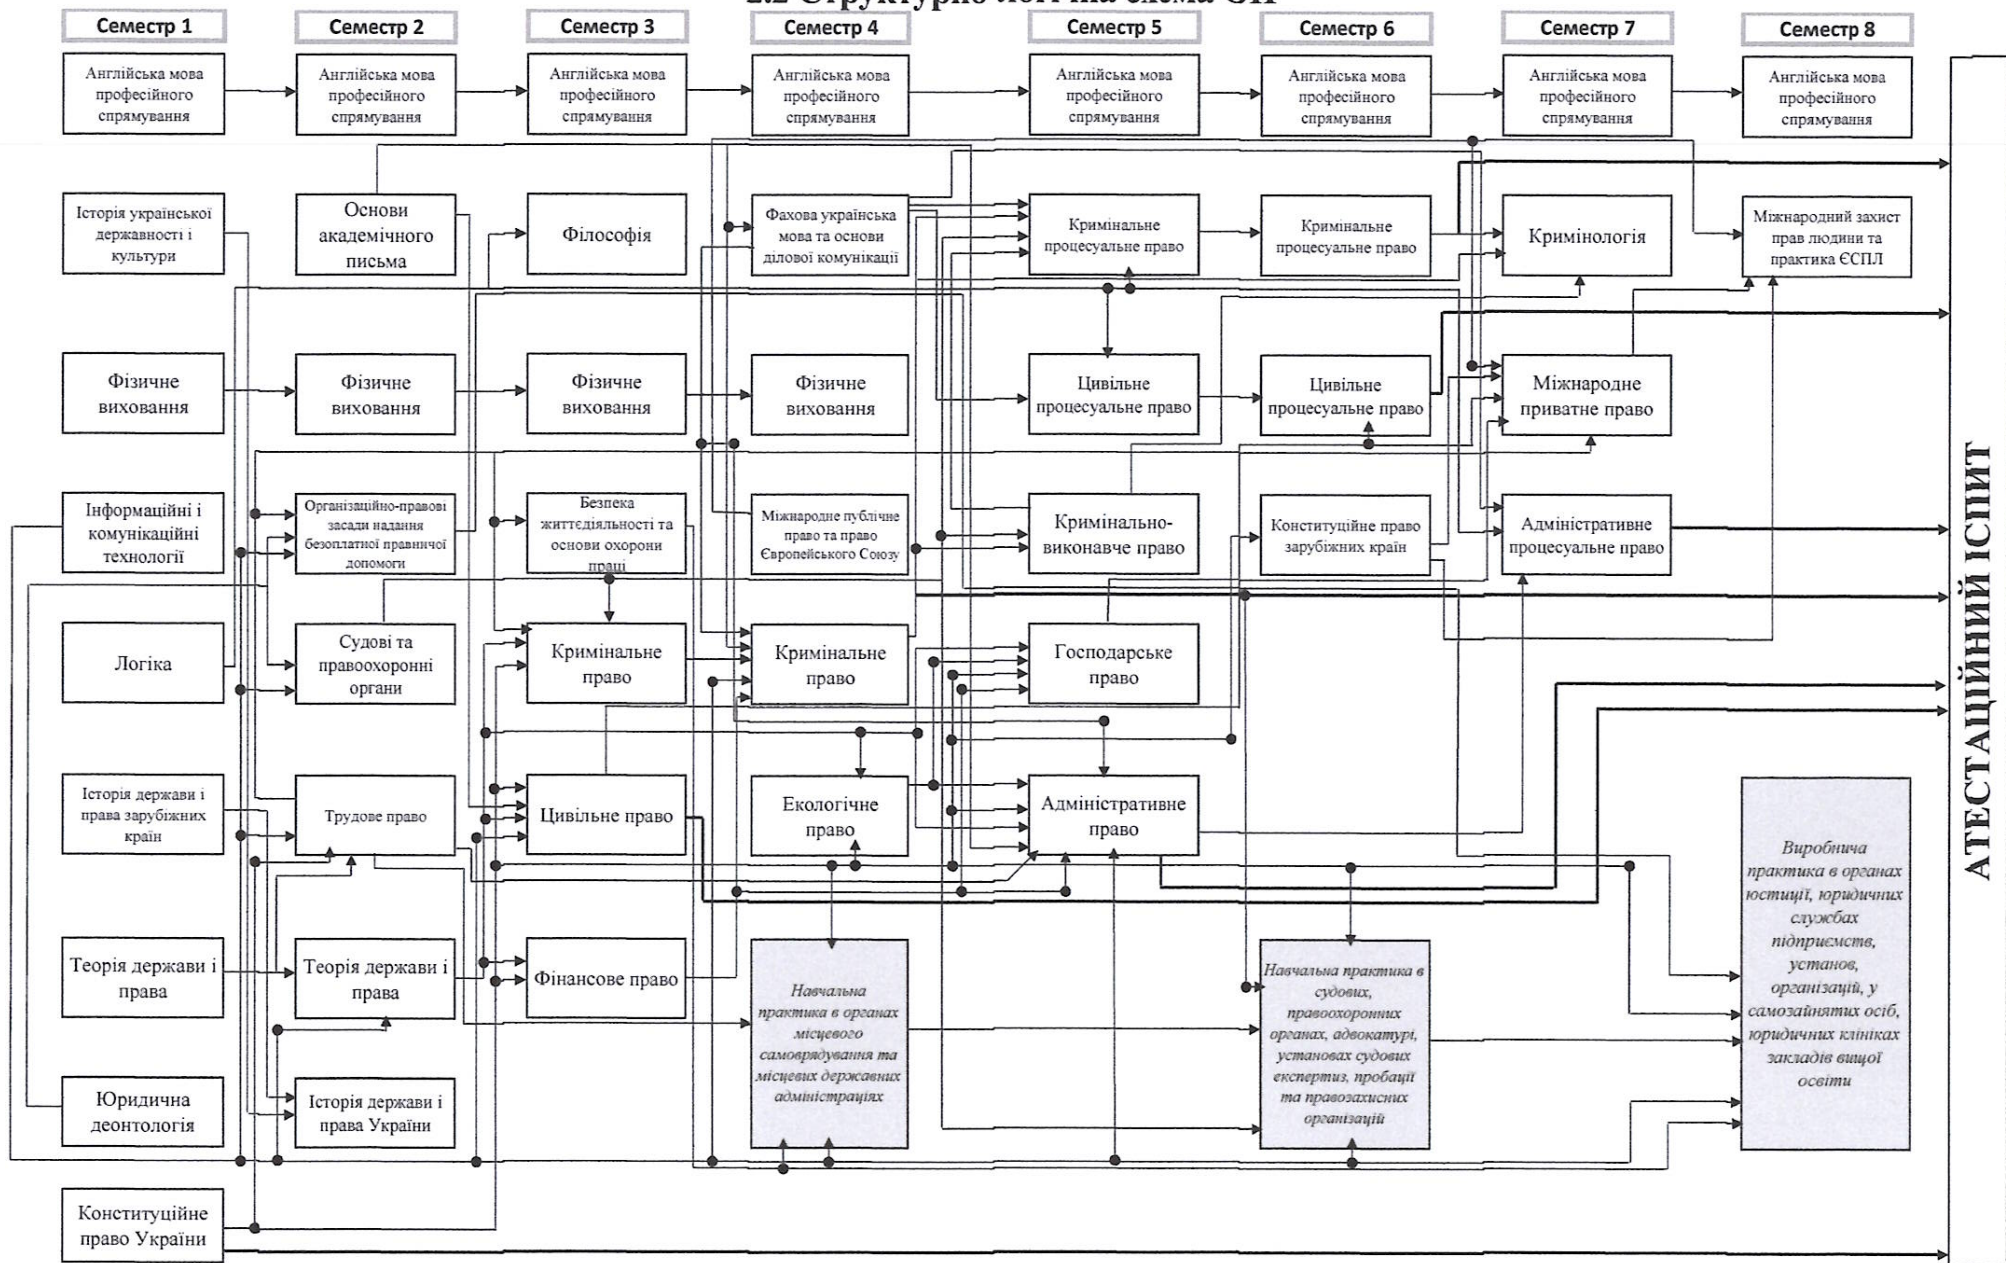 2.2 Структурно-логічна схема ОП
Семестр 1
Семестр 2
Семестр 3
Семестр 4
Семестр 5
Семестр 6
Семестр 7
Семестр 8
Англійська мова
професійного
спрямування
Англійська мова
професійного
спрямування
Англійська мова
професійного
спрямування
Англійська мова
професійного
спрямування
Англійська мова
професійного
спрямування
Англійська мова
професійного
спрямування
Англійська мова
професійного
спрямування
Англійська мова
професійного
спрямування
Історія української
державності і
культури
Основи
академічного
письма
Філософія
Фахова українська
мова та основи
ділової комунікації
Кримінальне
процесуальне право
Кримінальне
процесуальне право
Кримінологія
Міжнародний захист
прав людини та
практика ЄСПЛ
Фізичне
виховання
Фізичне
виховання
Фізичне
виховання
Фізичне
виховання
Цивільне
процесуальне право
Цивільне
процесуальне право
Міжнародне
приватне право
Інформаційні і
комунікаційні
технології
Організаційно-правові
засади надання
безоплатної правничої
допомоги
Безпека
життєдіяльності та
основи охорони
праці
Міжнародне публічне
право та право
Європейського Союзу
Кримінально-
виконавче право
Конституційне право
зарубіжних країн
Адміністративне
процесуальне право
Логіка
Судові та
правоохоронні
органи
Кримінальне
право
Кримінальне
право
Господарське
право
Історія держави і
права зарубіжних
країн
Трудове право
Цивільне право
Екологічне
право
Адміністративне
право
Теорія держави і
права
Теорія держави і
права
Фінансове право
Навчальна
практика в органах
місцевого
самоврядування та
місцевих державних
адміністраціях
Навчальна практика в
судових,
правоохоронних
органах, адвокатурі,
установах судових
експертиз, пробації
та правозахисних
організацій
Виробнича
практика в органах
юстиції, юридичних
службах
підприємств,
установ,
організацій, у
самозайнятих осіб,
юридичних клініках
закладів вищої
освіти
Юридична
деонтологія
Історія держави і
права України
Конституційне
право України
АТЕСТАЦІЙНИЙ ІСПИТ